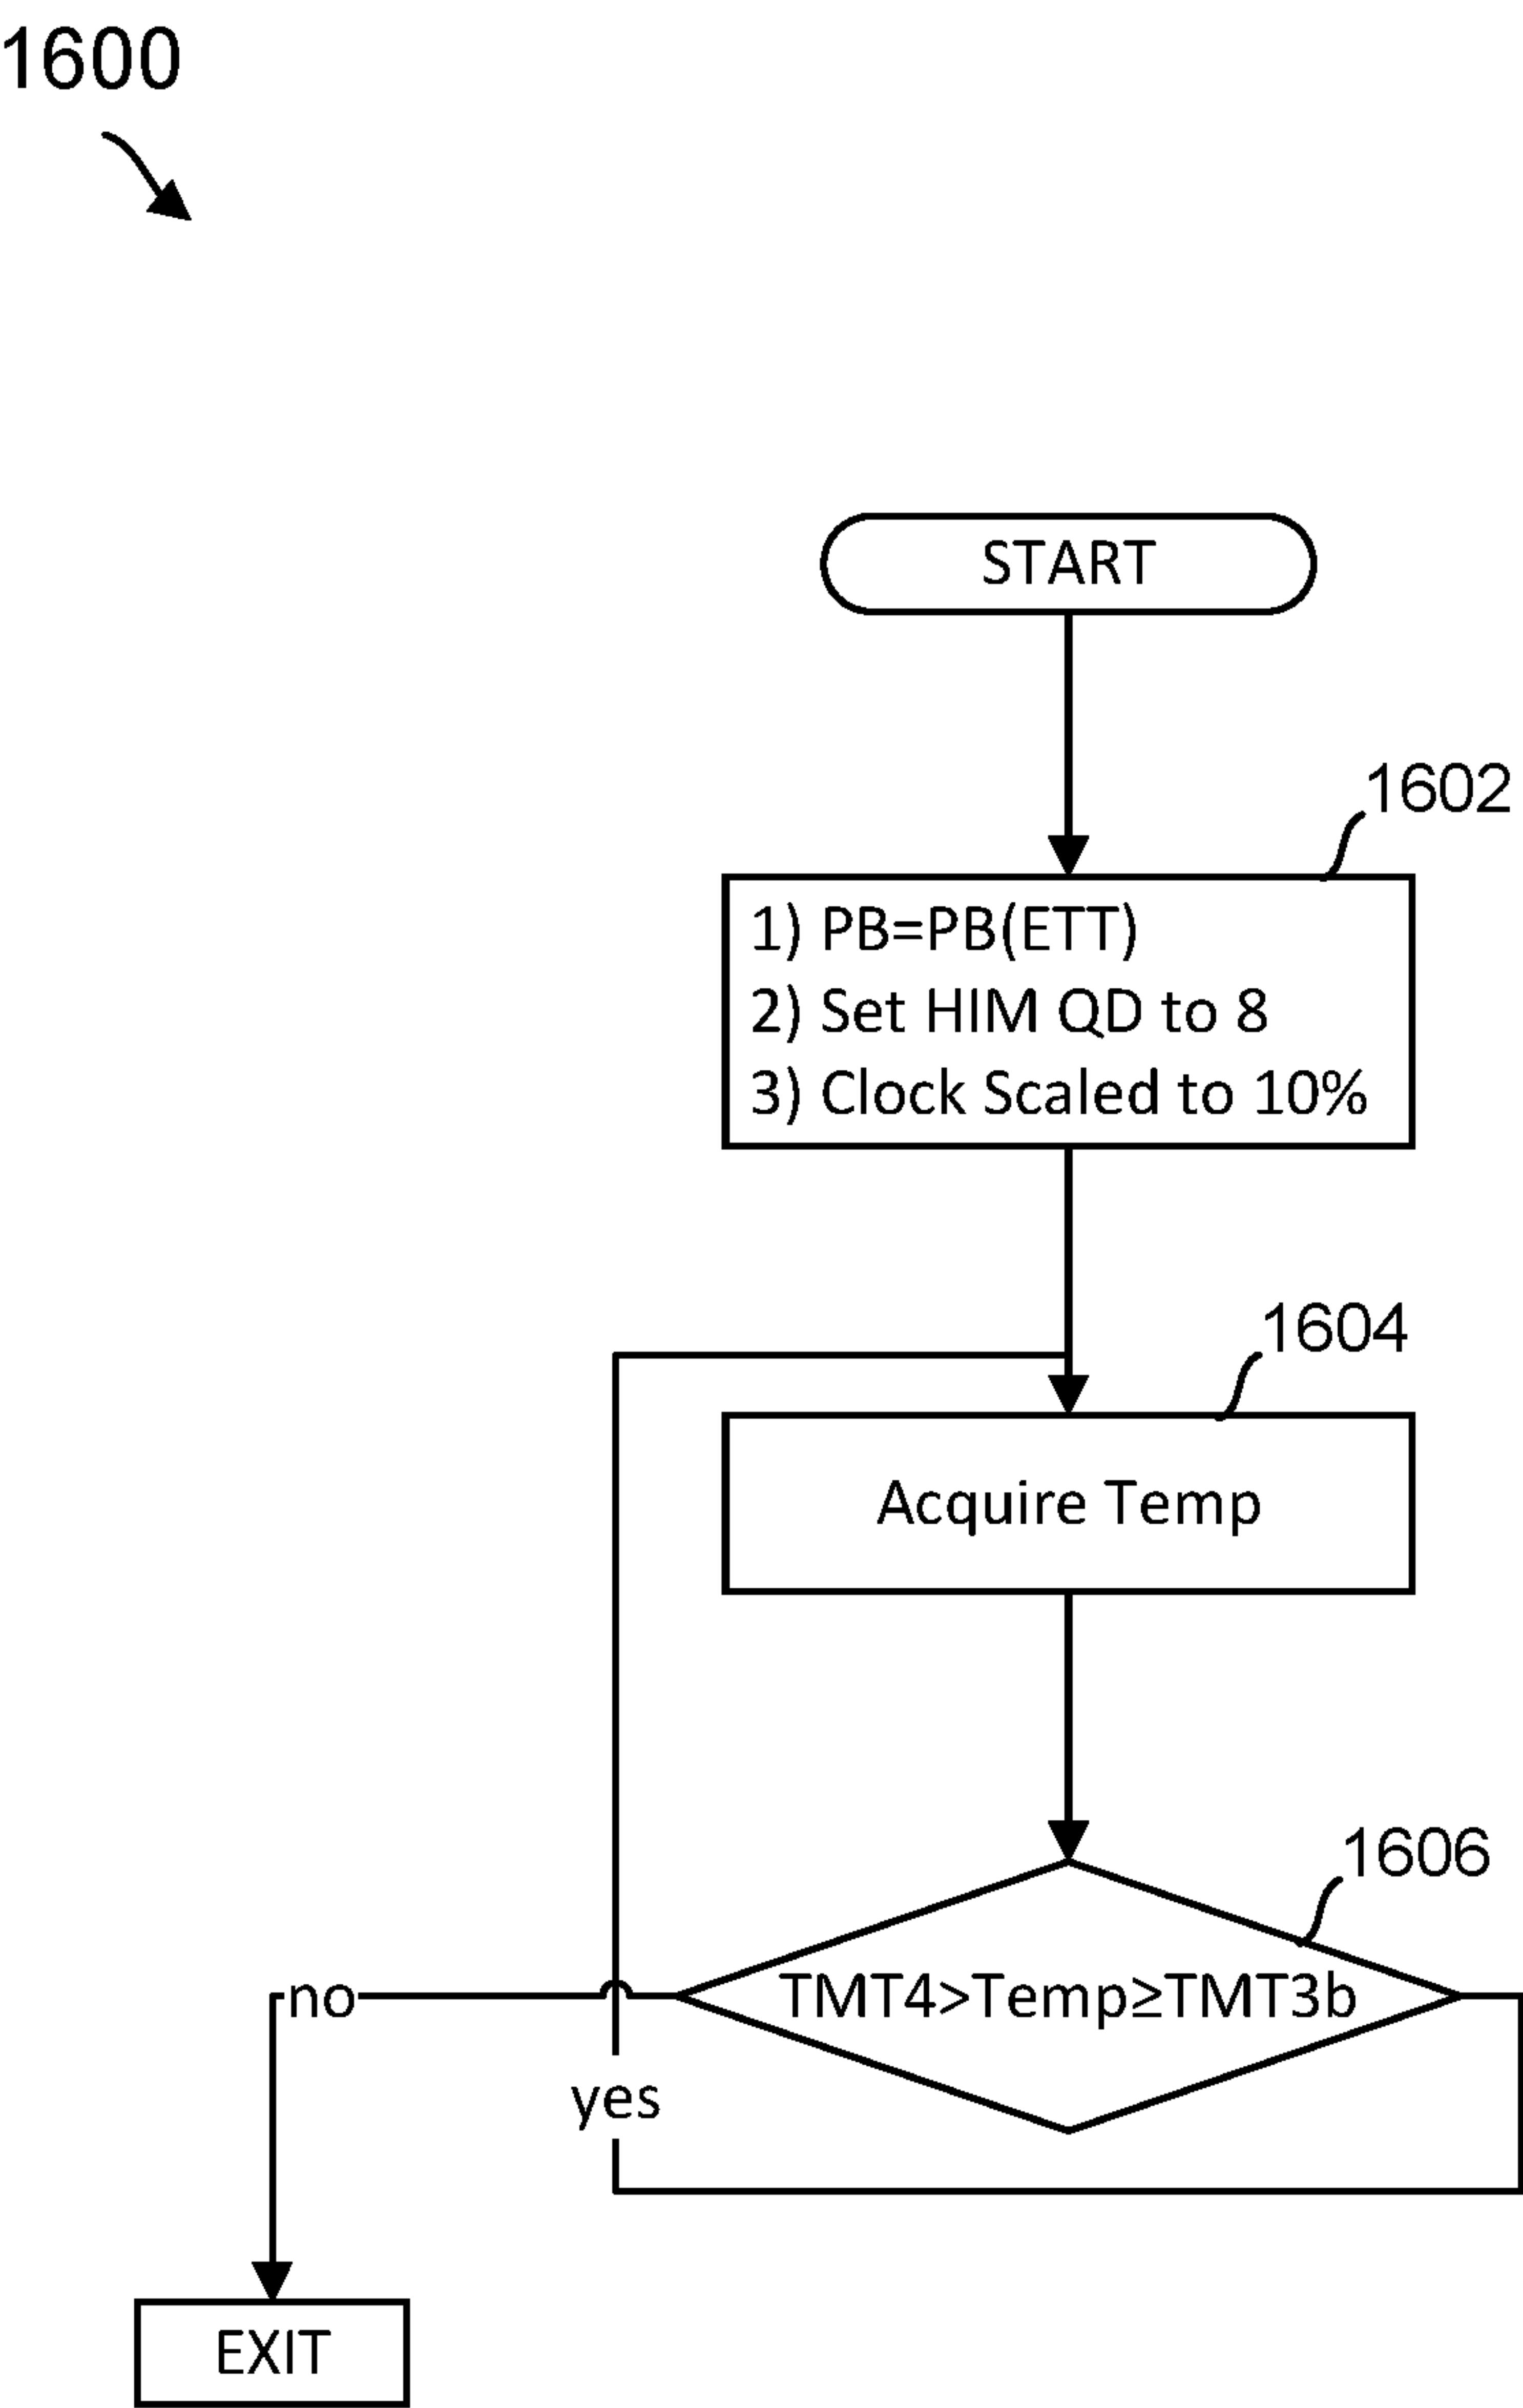 1600
START
1602
1) PB=PB(ETT)
2) Set HIM QD to 8
3) Clock Scaled to 10%
1604
Acquire Temp
1606
TMT4>Temp≥TMT3b
no
yes
EXIT